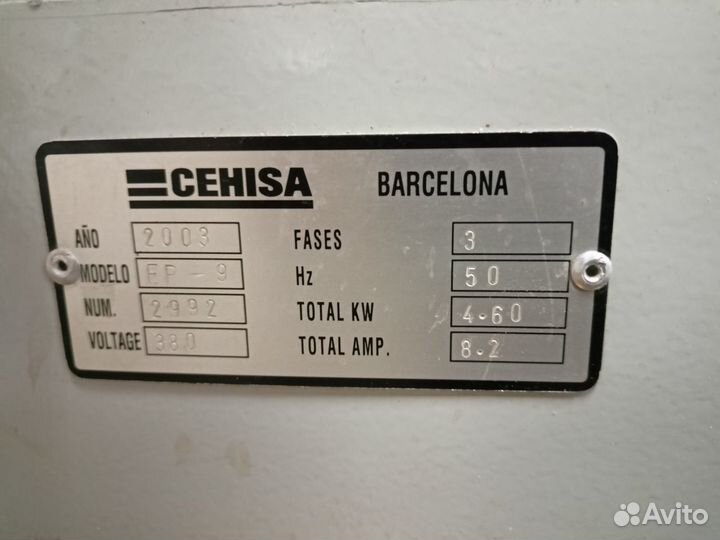 CEHISA BARCELONA
AÑO 2003 FASES 3
MODELO EP-9 Hz 50
NUM. 2992 TOTAL KW 4.60
VOLTAGE 380 TOTAL AMP. 8.2
Avito